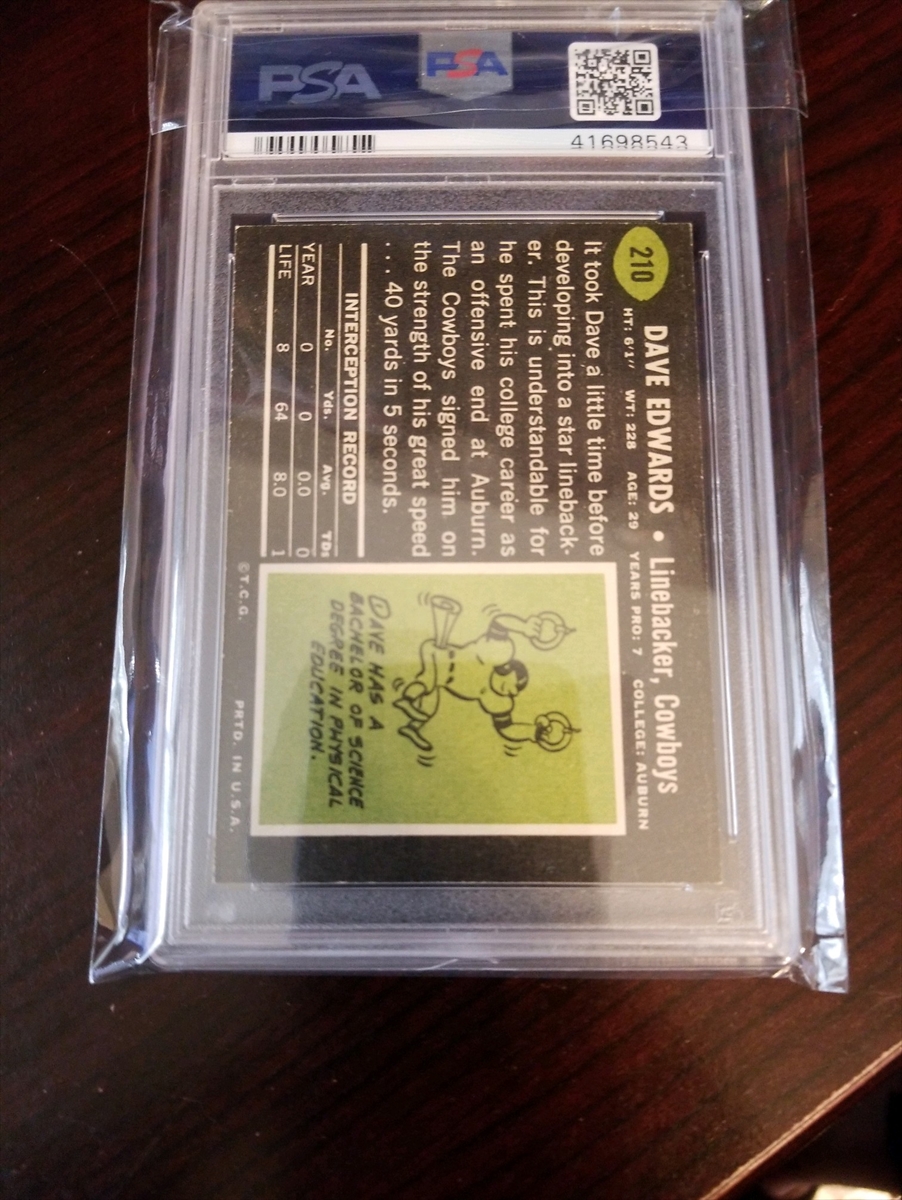 PSA
PSA
41698543
210
DAVE EDWARDS • Linebacker, Cowboys
HT: 6'1" WT: 228 AGE: 29 YEARS PRO: 7 COLLEGE: AUBURN
It took Dave a little time before
developing into a star lineback-
er. This is understandable for
he spent his college career as
an offensive end at Auburn.
The Cowboys signed him on
the strength of his great speed
. . . 40 yards in 5 seconds.
INTERCEPTION RECORD
No. Yds. Avg. TDs
YEAR 0 0 0.0 0
LIFE 8 64 8.0 1
DAVE HAS A
BACHELOR OF SCIENCE
DEGREE IN PHYSICAL
EDUCATION.
©T.C.G. PRTD. IN U.S.A.